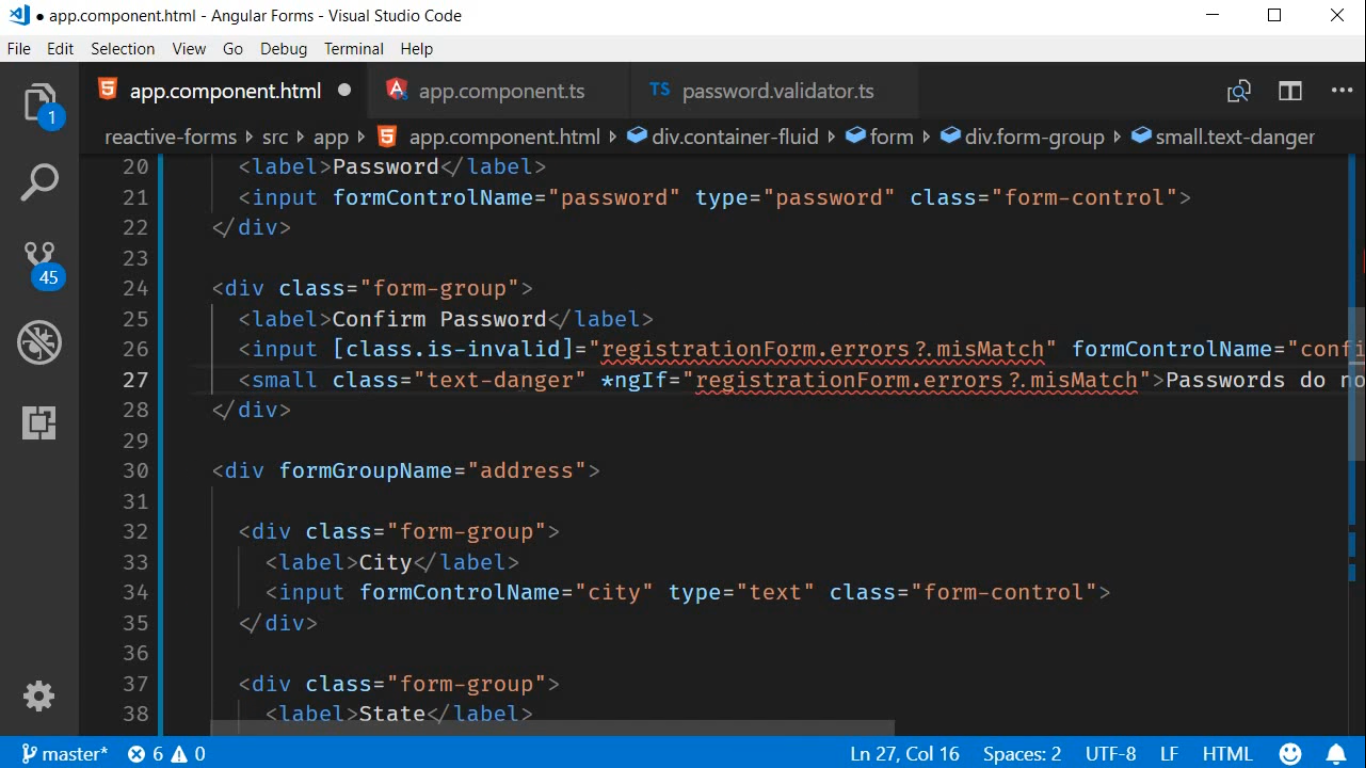 app.component.html - Angular Forms - Visual Studio Code
File Edit Selection View Go Debug Terminal Help
app.component.html app.component.ts TS password.validator.ts
1
reactive-forms src app app.component.html div.container-fluid form div.form-group small.text-danger
20 <label>Password</label>
21 <input formControlName="password" type="password" class="form-control">
22 </div>
23
24 <div class="form-group">
45
25 <label>Confirm Password</label>
26 <input [class.is-invalid]="registrationForm.errors?.misMatch" formControlName="confi
27 <small class="text-danger" *ngIf="registrationForm.errors?.misMatch">Passwords do no
28 </div>
29
30 <div formGroupName="address">
31
32 <div class="form-group">
33 <label>City</label>
34 <input formControlName="city" type="text" class="form-control">
35 </div>
36
37 <div class="form-group">
38 <label>State</label>
master* 6 0 Ln 27, Col 16 Spaces: 2 UTF-8 LF HTML